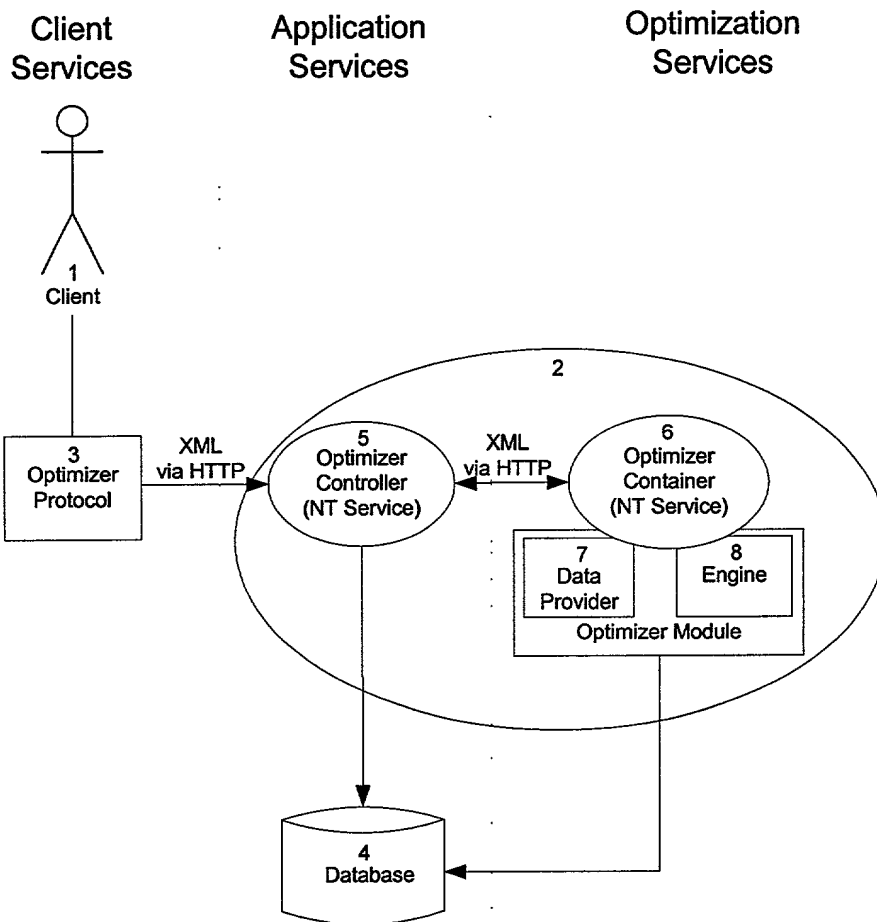 Client
Services
Application
Services
Optimization
Services
1
Client
2
3
Optimizer
Protocol
XML
via HTTP
5
Optimizer
Controller
(NT Service)
XML
via HTTP
6
Optimizer
Container
(NT Service)
7
Data
Provider
8
Engine
Optimizer Module
4
Database